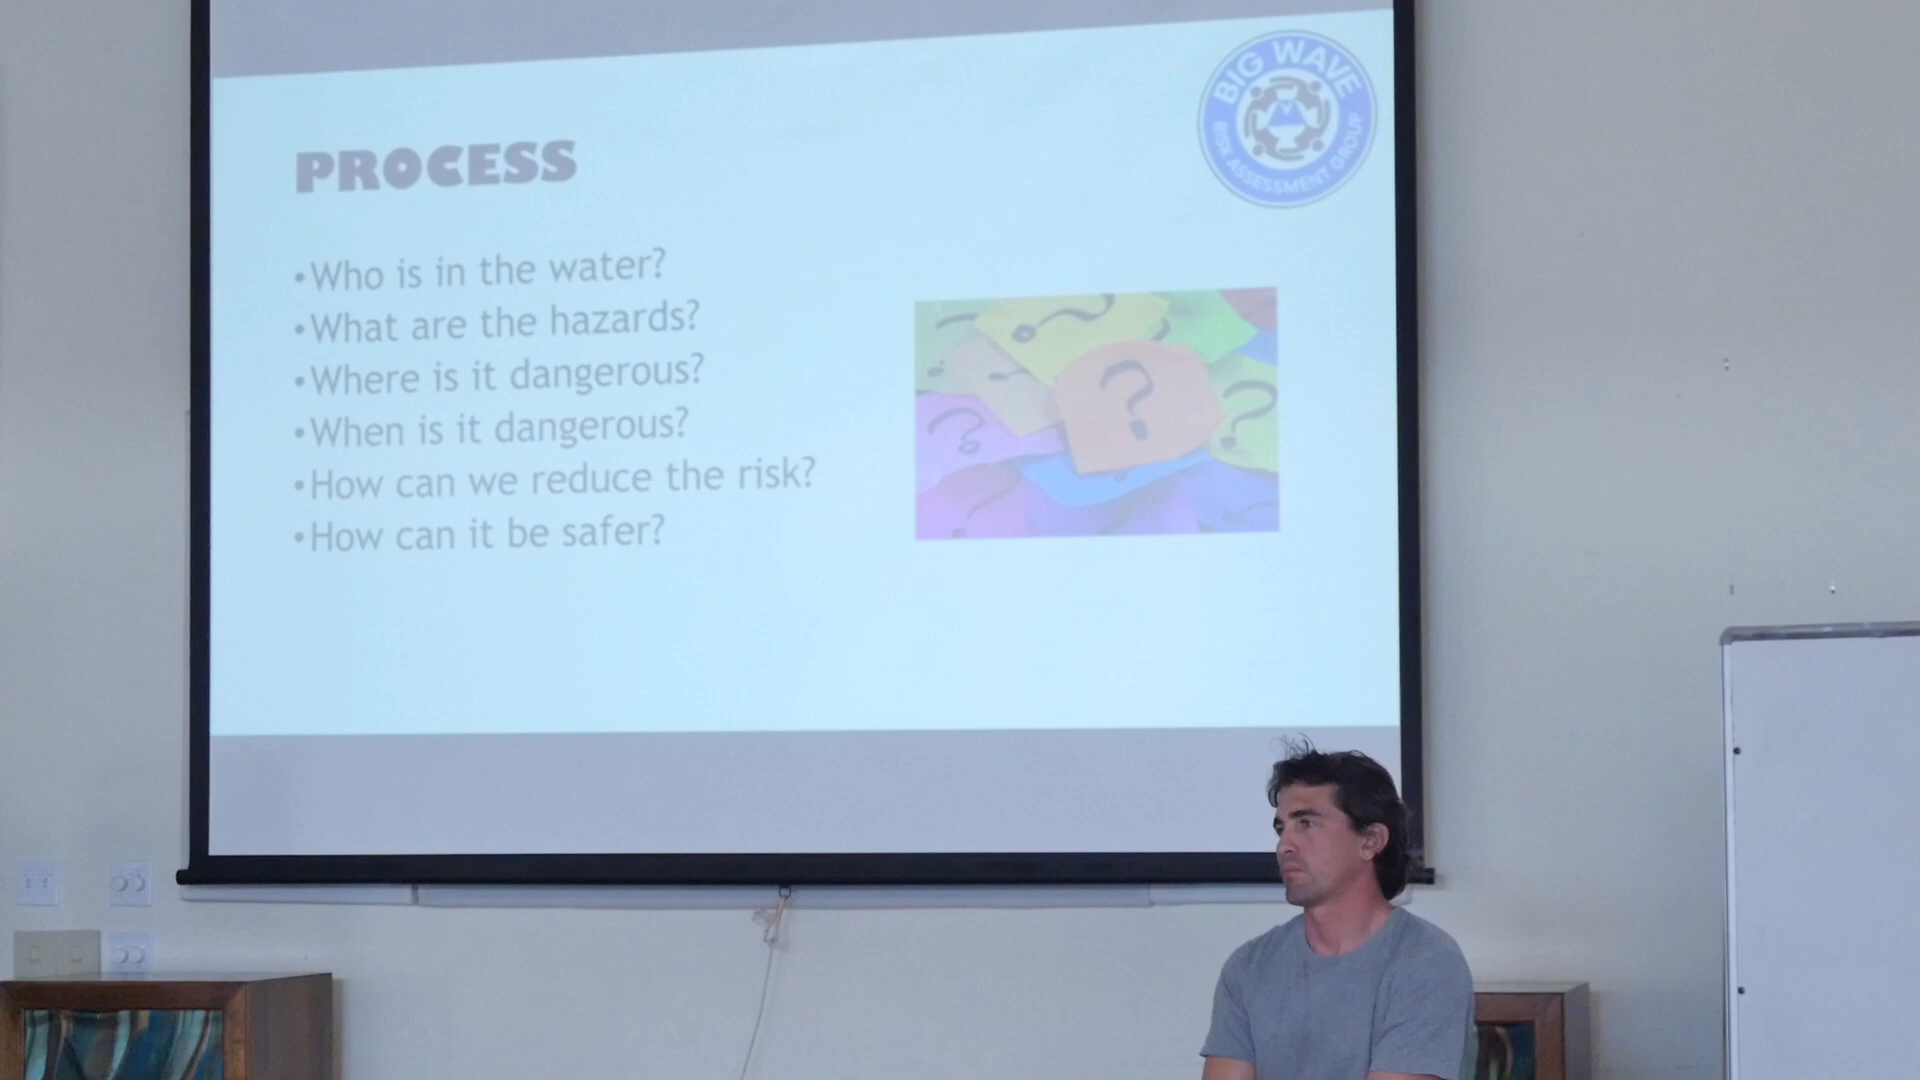 BIG WAVE
RISK ASSESSMENT GROUP
PROCESS
•Who is in the water?
•What are the hazards?
•Where is it dangerous?
•When is it dangerous?
•How can we reduce the risk?
•How can it be safer?
? ? ? ? ?